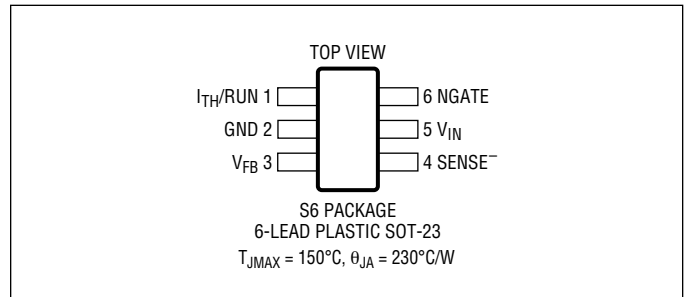 TOP VIEW
I_TH/RUN 1
6 NGATE
GND 2
5 V_IN
V_FB 3
4 SENSE⁻
S6 PACKAGE
6-LEAD PLASTIC SOT-23
T_JMAX = 150°C, θ_JA = 230°C/W